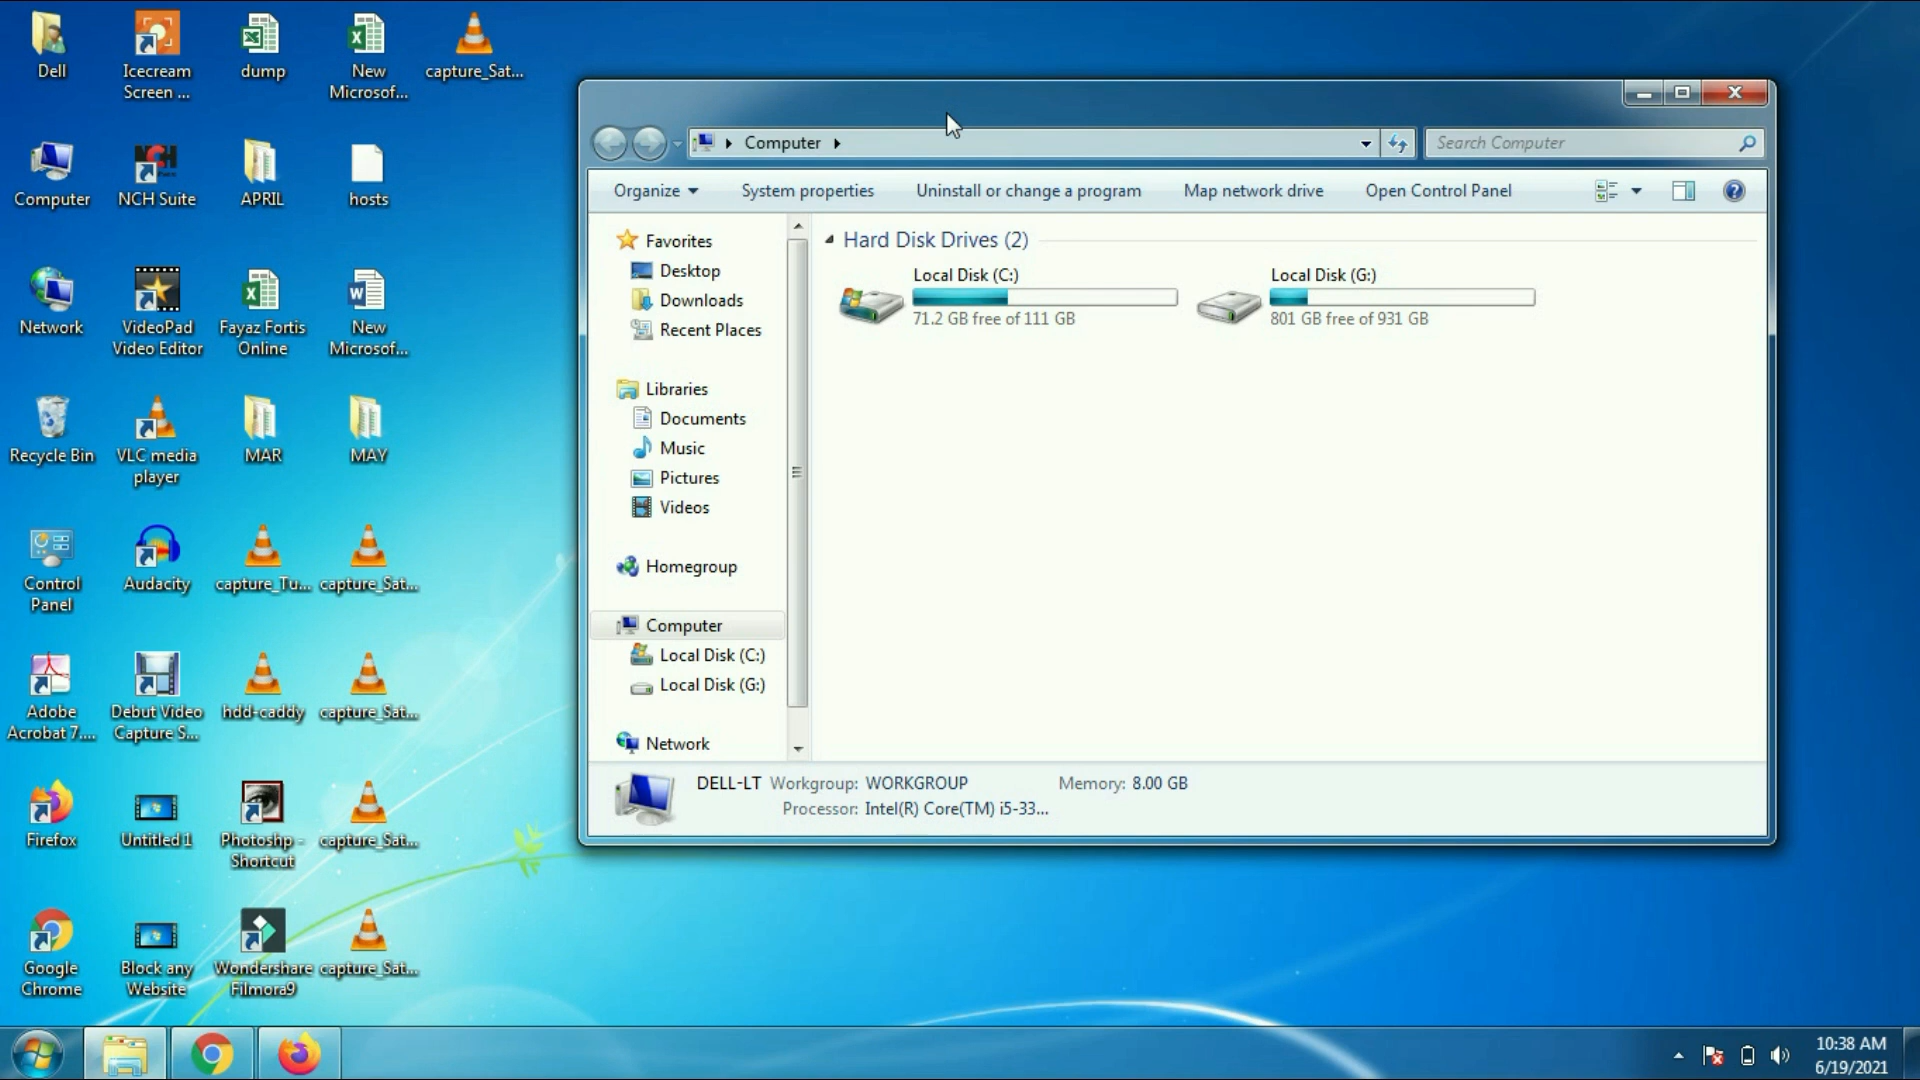 Dell
Icecream
Screen ...
dump
New
Microsof...
capture_Sat...
Computer
NCH Suite
APRIL
hosts
Network
VideoPad
Video Editor
Fayaz Fortis
Online
New
Microsof...
Recycle Bin
VLC media
player
MAR
MAY
Control
Panel
Audacity
capture_Tu...
capture_Sat...
Adobe
Acrobat 7....
Debut Video
Capture S...
hdd-caddy
capture_Sat...
Firefox
Untitled 1
Photoshp -
Shortcut
capture_Sat...
Google
Chrome
Block any
Website
Wondershare
Filmora9
capture_Sat...
Computer
Search Computer
Organize
System properties
Uninstall or change a program
Map network drive
Open Control Panel
Favorites
Desktop
Downloads
Recent Places
Libraries
Documents
Music
Pictures
Videos
Homegroup
Computer
Local Disk (C:)
Local Disk (G:)
Network
Hard Disk Drives (2)
Local Disk (C:)
71.2 GB free of 111 GB
Local Disk (G:)
801 GB free of 931 GB
DELL-LT Workgroup: WORKGROUP Memory: 8.00 GB
Processor: Intel(R) Core(TM) i5-33...
10:38 AM
6/19/2021